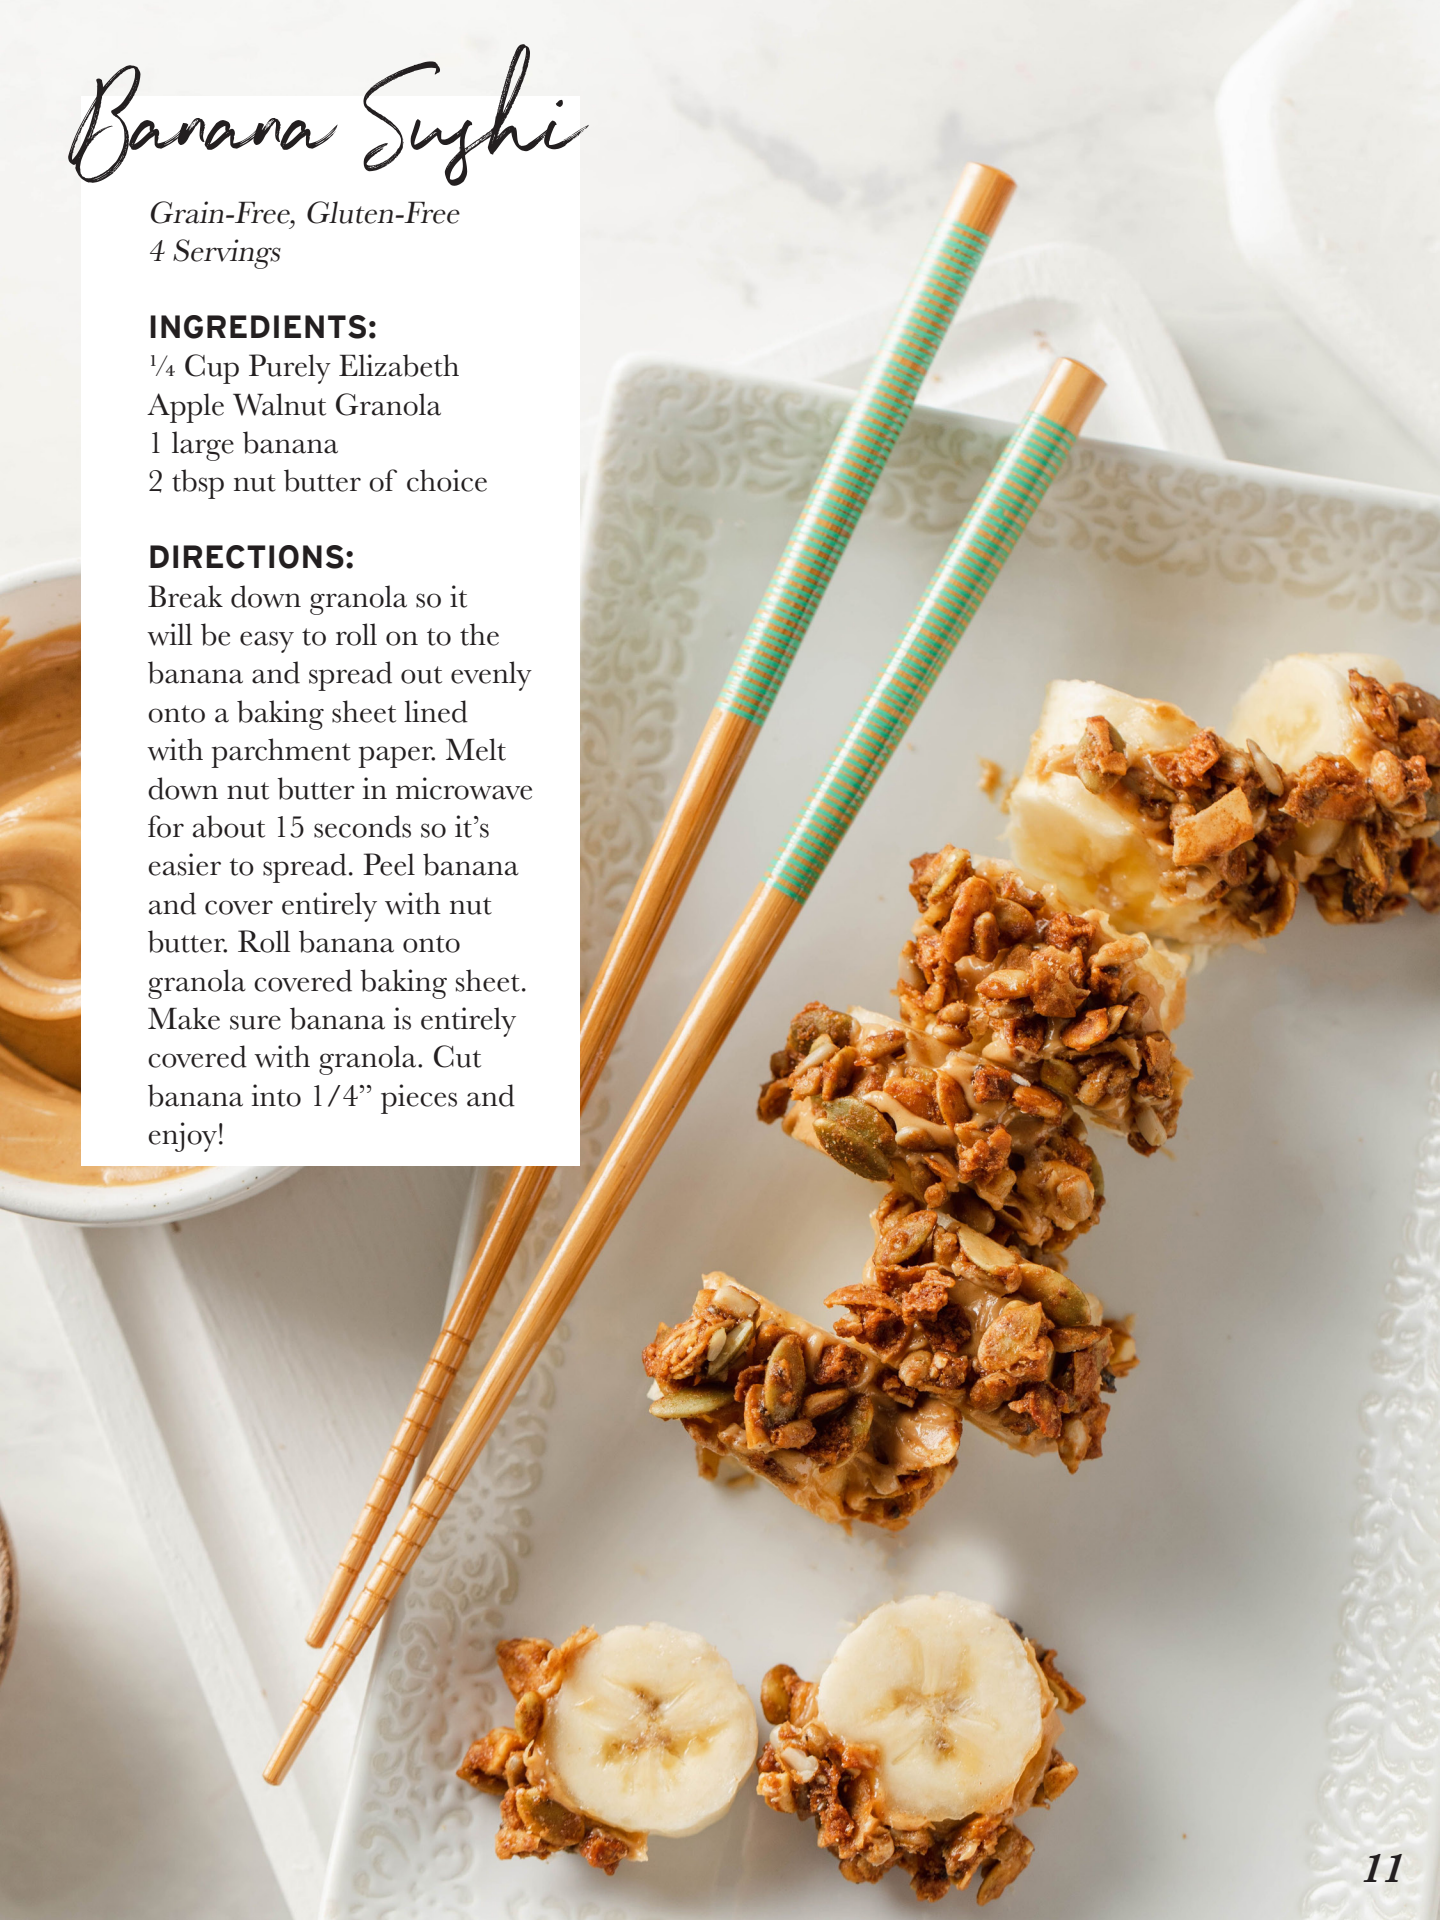 Banana Sushi
Grain-Free, Gluten-Free
4 Servings
INGREDIENTS:
¼ Cup Purely Elizabeth
Apple Walnut Granola
1 large banana
2 tbsp nut butter of choice
DIRECTIONS:
Break down granola so it
will be easy to roll on to the
banana and spread out evenly
onto a baking sheet lined
with parchment paper. Melt
down nut butter in microwave
for about 15 seconds so it’s
easier to spread. Peel banana
and cover entirely with nut
butter. Roll banana onto
granola covered baking sheet.
Make sure banana is entirely
covered with granola. Cut
banana into 1/4” pieces and
enjoy!
11